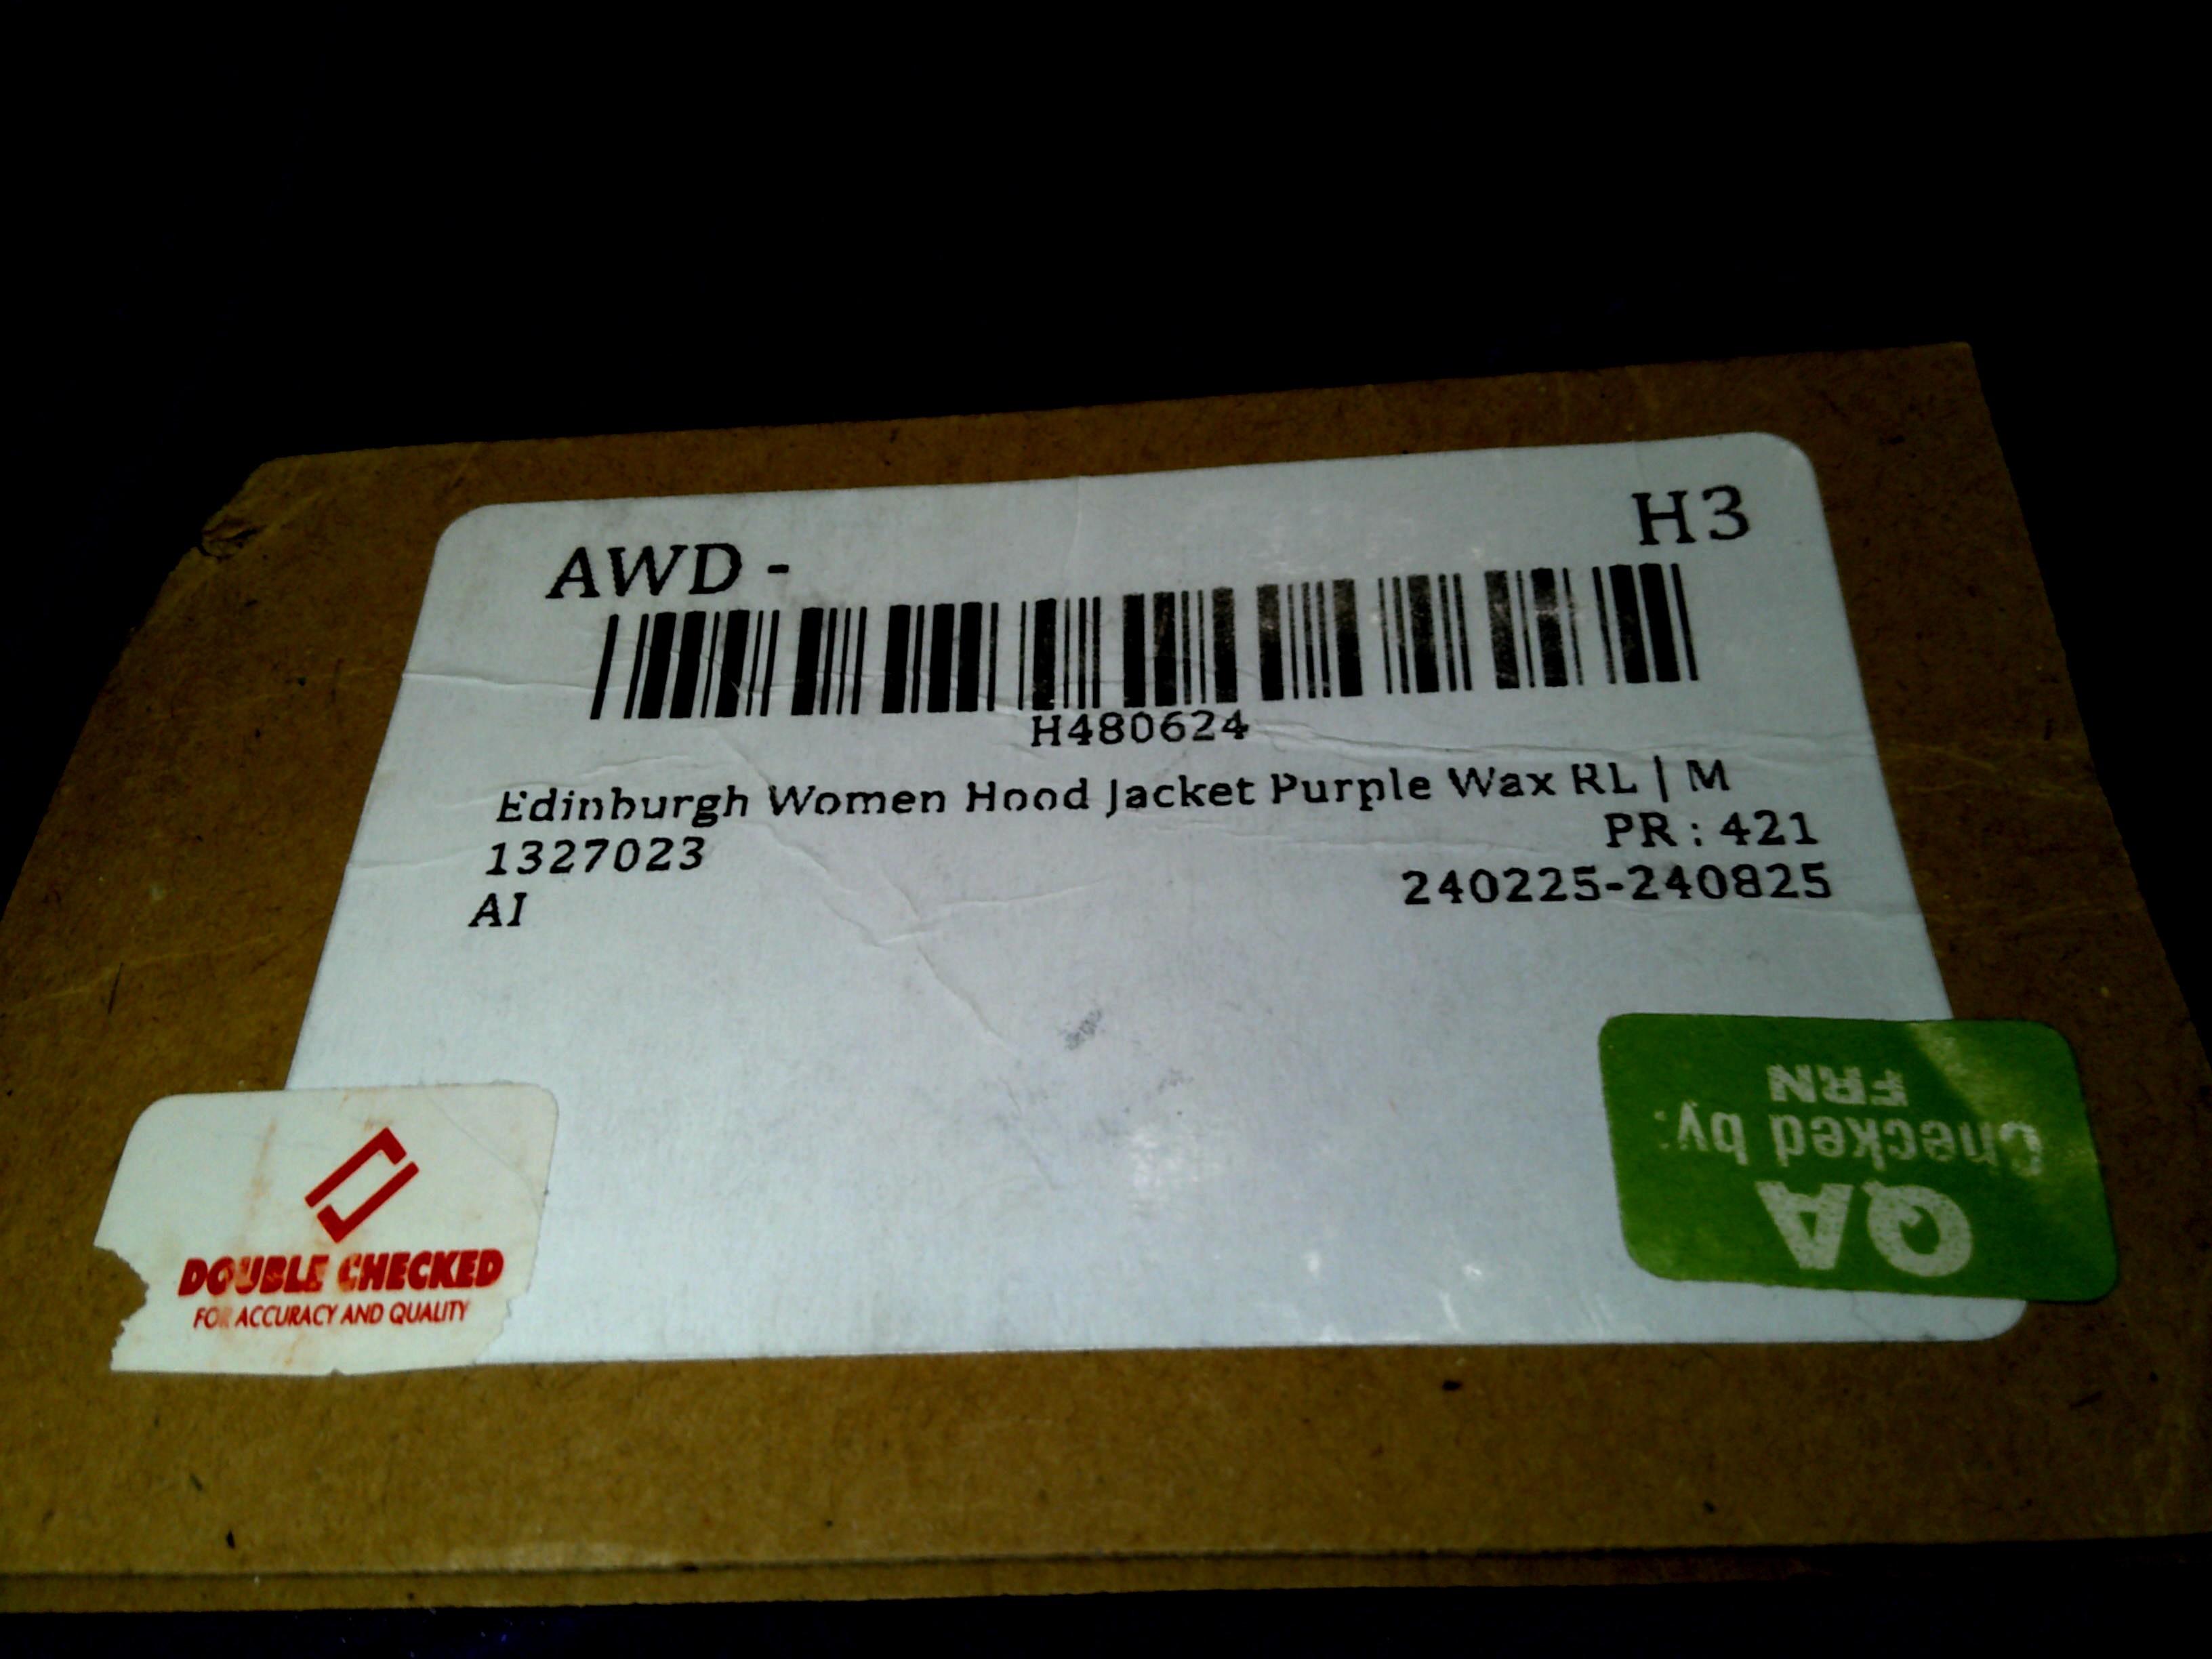 AWD -
H3
H480624
Edinburgh Women Hood Jacket Purple Wax RL | M
1327023
PR : 421
AI
240225-240825
DOUBLE CHECKED
FOR ACCURACY AND QUALITY
QA
Checked by:
FRN